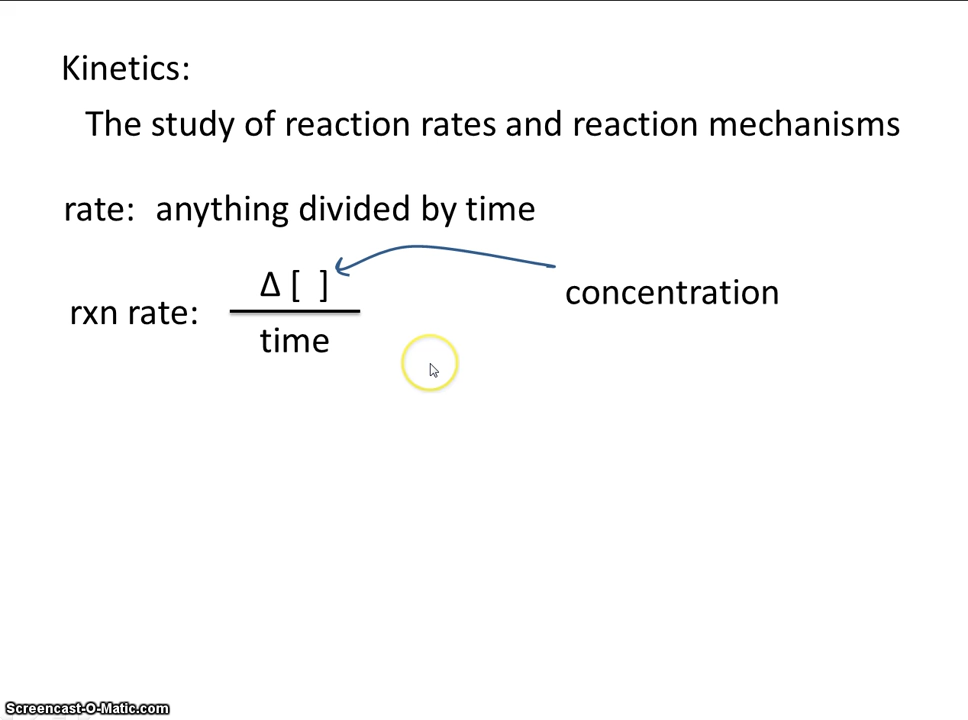 Kinetics:
The study of reaction rates and reaction mechanisms
rate: anything divided by time
rxn rate: Δ [ ]
time
concentration
Screencast-O-Matic.com